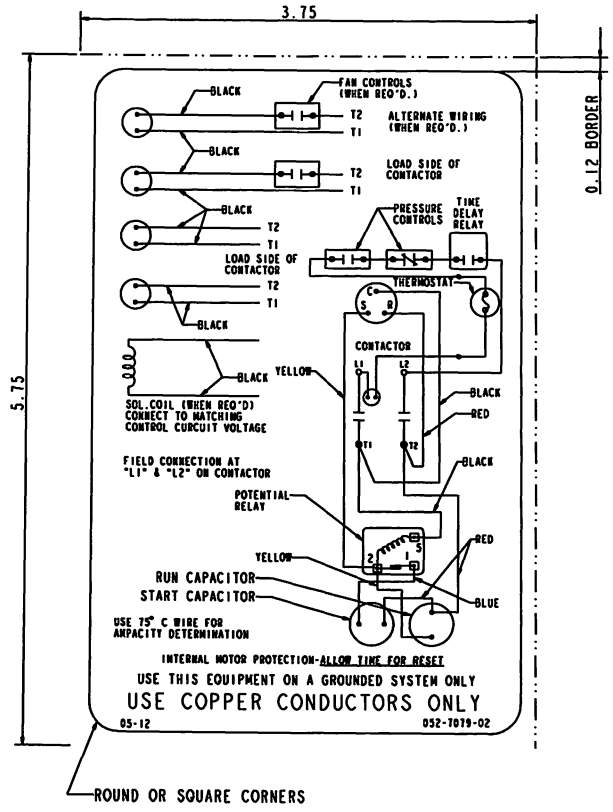 3.75
5.75
0.12 BORDER
FAN CONTROLS
(WHEN REQ'D.)
BLACK
T2
T1
ALTERNATE WIRING
(WHEN REQ'D.)
BLACK
T2
T1
LOAD SIDE OF
CONTACTOR
BLACK
T2
T1
LOAD SIDE OF
CONTACTOR
T2
T1
BLACK
PRESSURE
CONTROLS
TIME
DELAY
RELAY
THERMOSTAT
C
S
R
CONTACTOR
L1
L2
YELLOW
BLACK
BLACK
RED
SOL.COIL (WHEN REQ'D)
CONNECT TO MATCHING
CONTROL CURCUIT VOLTAGE
T1
T2
FIELD CONNECTION AT
"L1" & "L2" ON CONTACTOR
BLACK
POTENTIAL
RELAY
5
2
1
RED
YELLOW
RUN CAPACITOR
START CAPACITOR
BLUE
USE 75° C WIRE FOR
AMPACITY DETERMINATION
INTERNAL MOTOR PROTECTION-ALLOW TIME FOR RESET
USE THIS EQUIPMENT ON A GROUNDED SYSTEM ONLY
USE COPPER CONDUCTORS ONLY
05-12
052-7079-02
ROUND OR SQUARE CORNERS